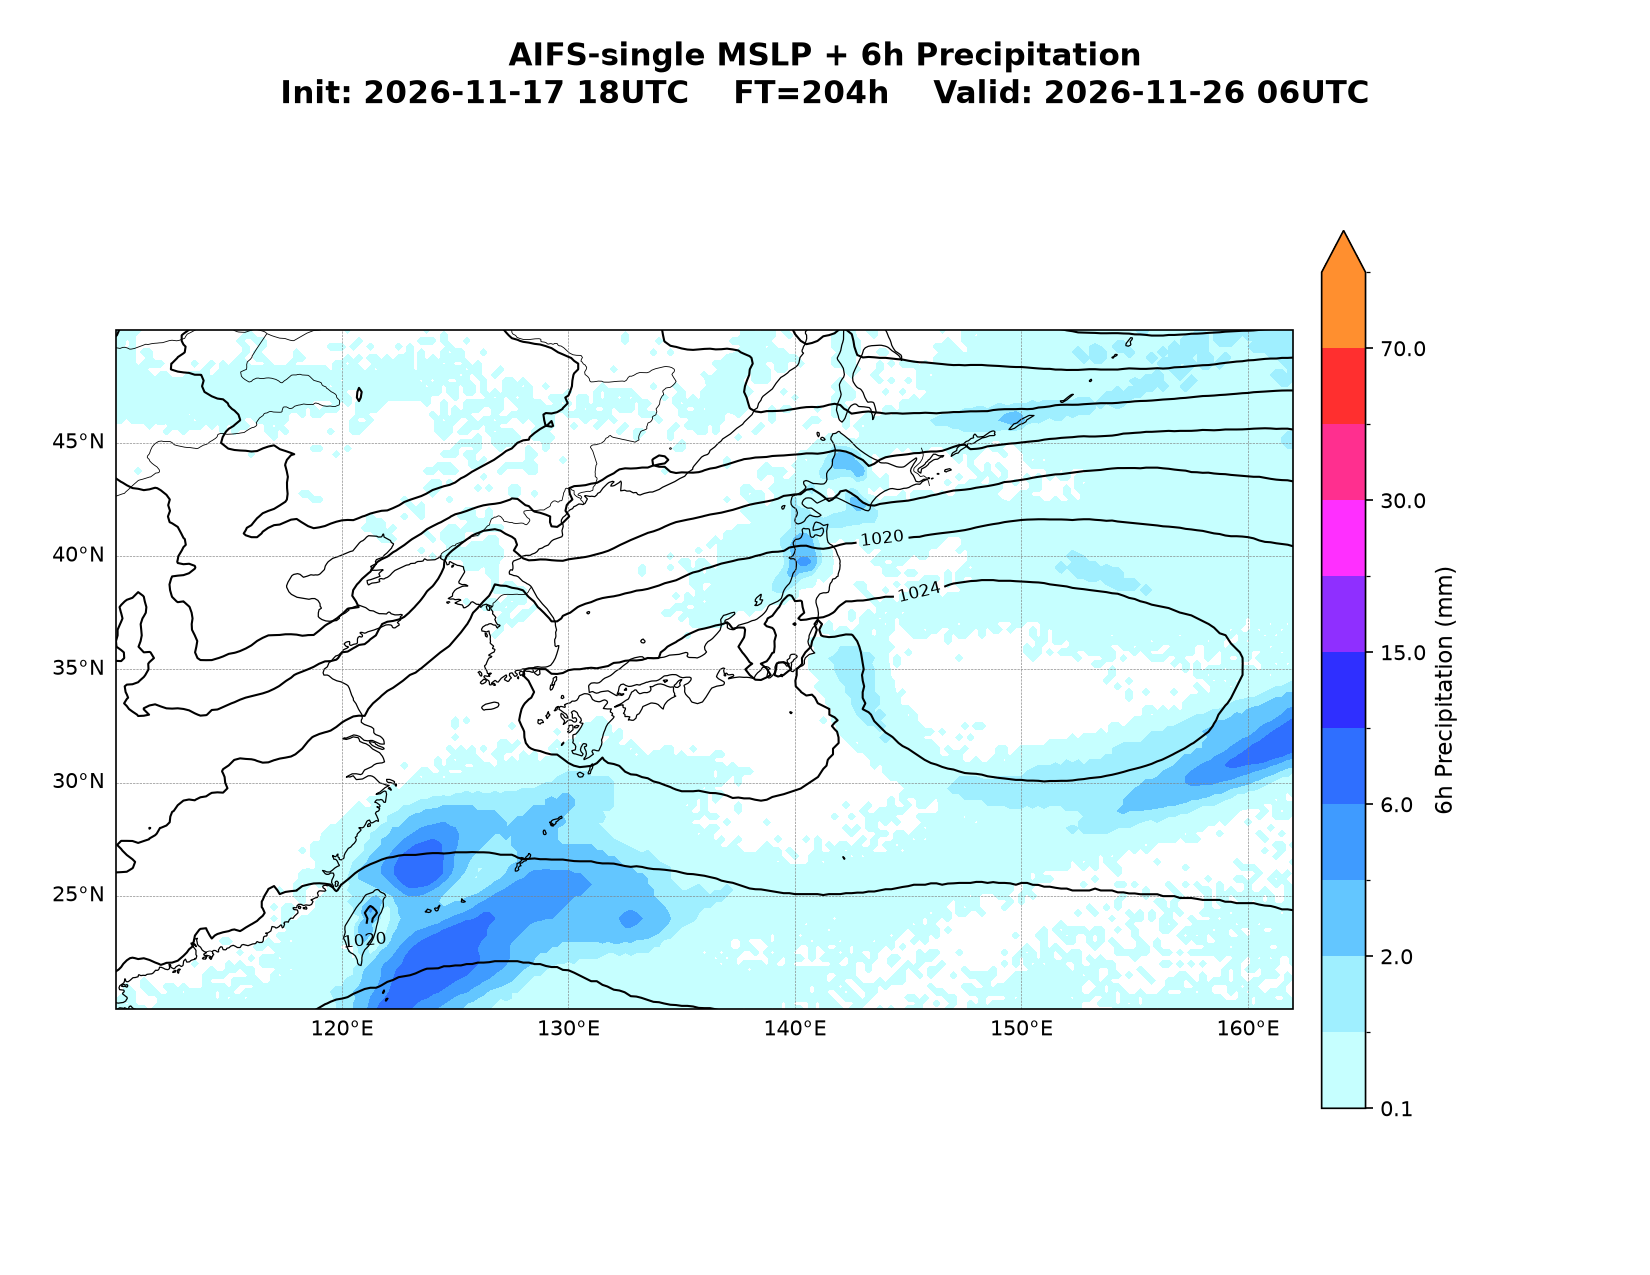 AIFS-single MSLP + 6h Precipitation
Init: 2026-11-17 18UTC    FT=204h    Valid: 2026-11-26 06UTC
70.0
30.0
15.0
6.0
2.0
0.1
6h Precipitation (mm)
45°N
40°N
35°N
30°N
25°N
1020
1024
1020
120°E
130°E
140°E
150°E
160°E